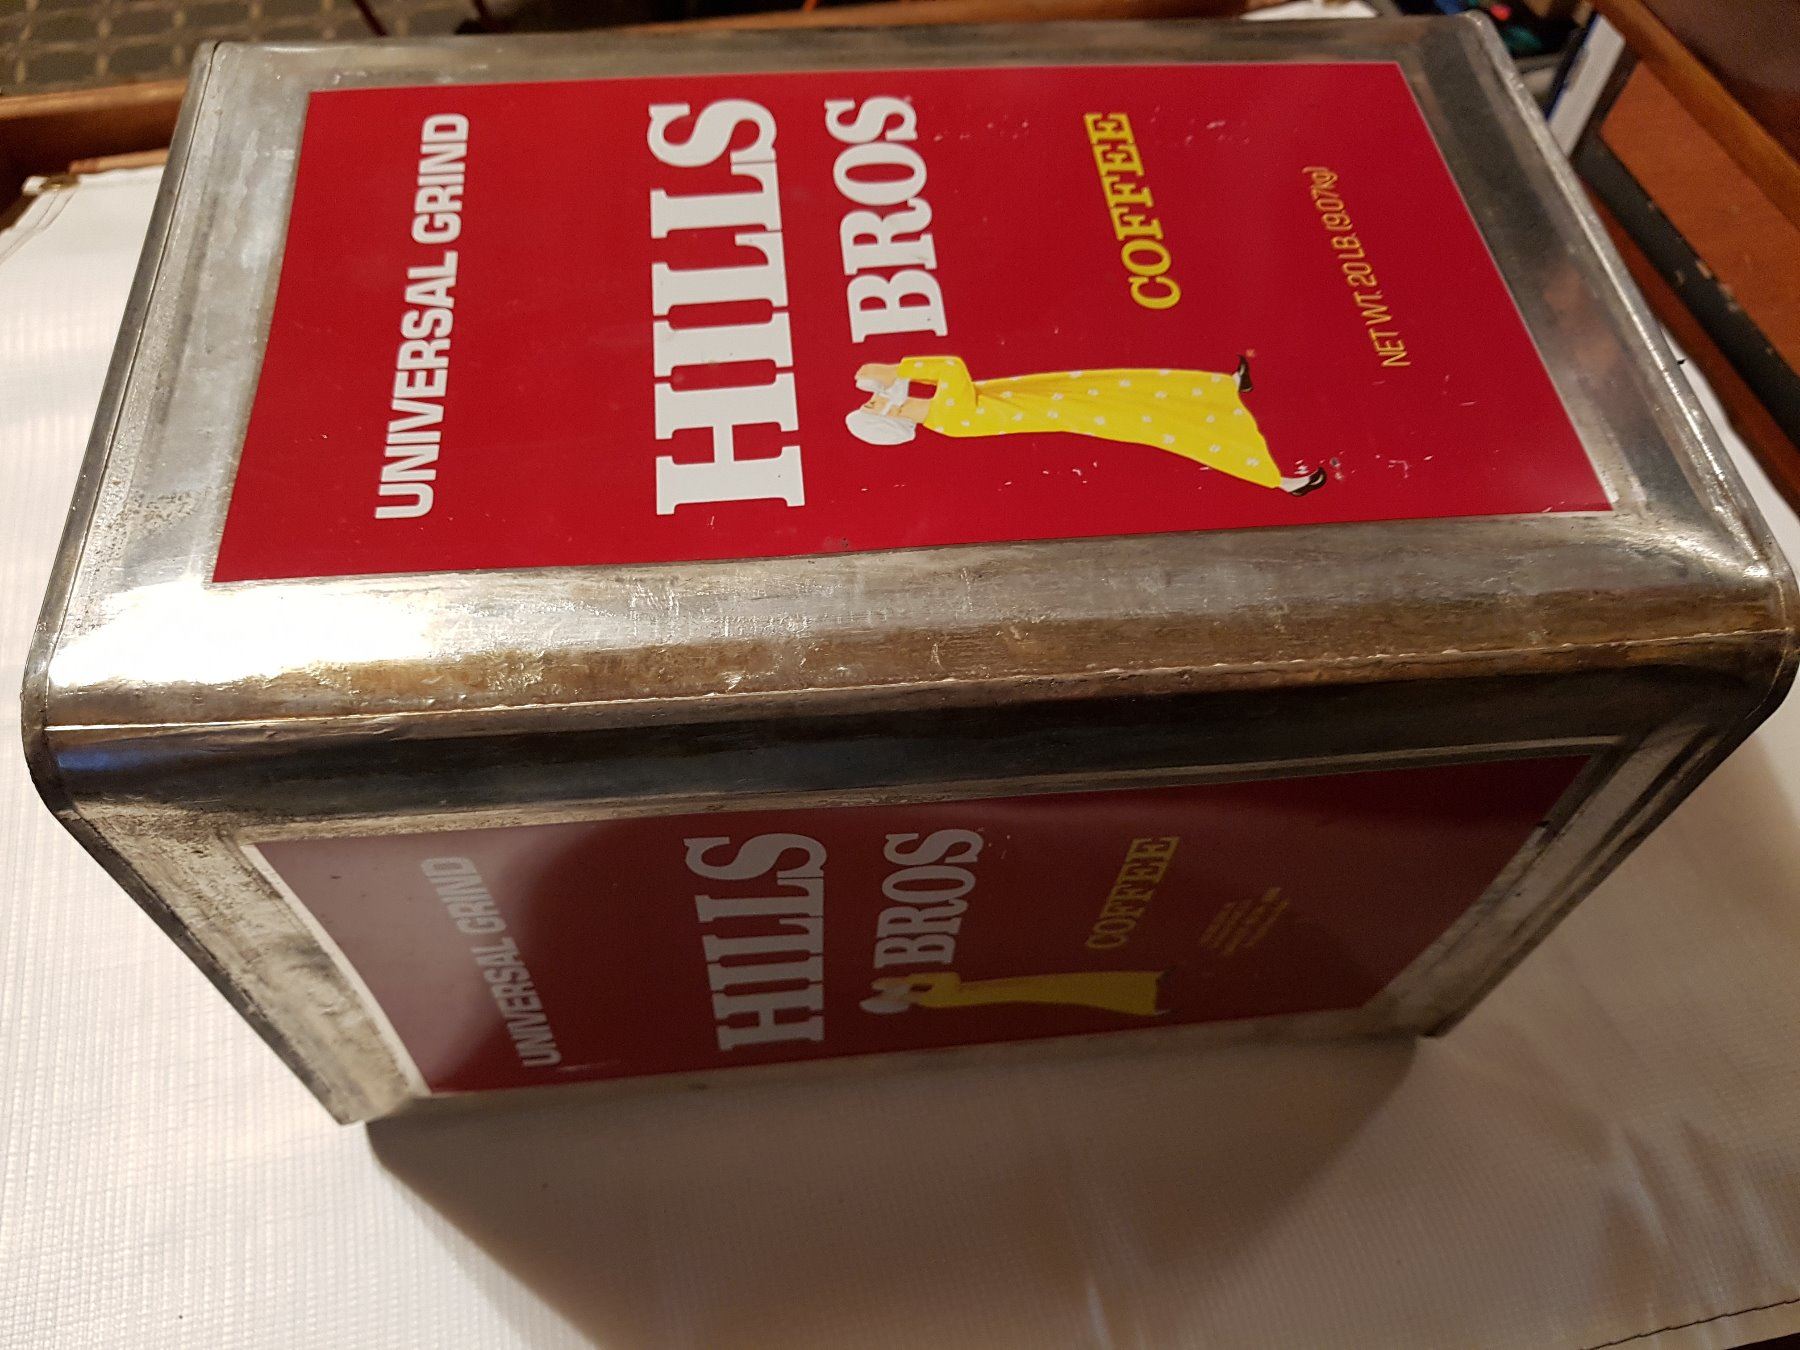 UNIVERSAL GRIND
HILLS
BROS
COFFEE
NET WT. 20 LB. (9.07kg)
UNIVERSAL GRIND
HILLS
BROS
COFFEE